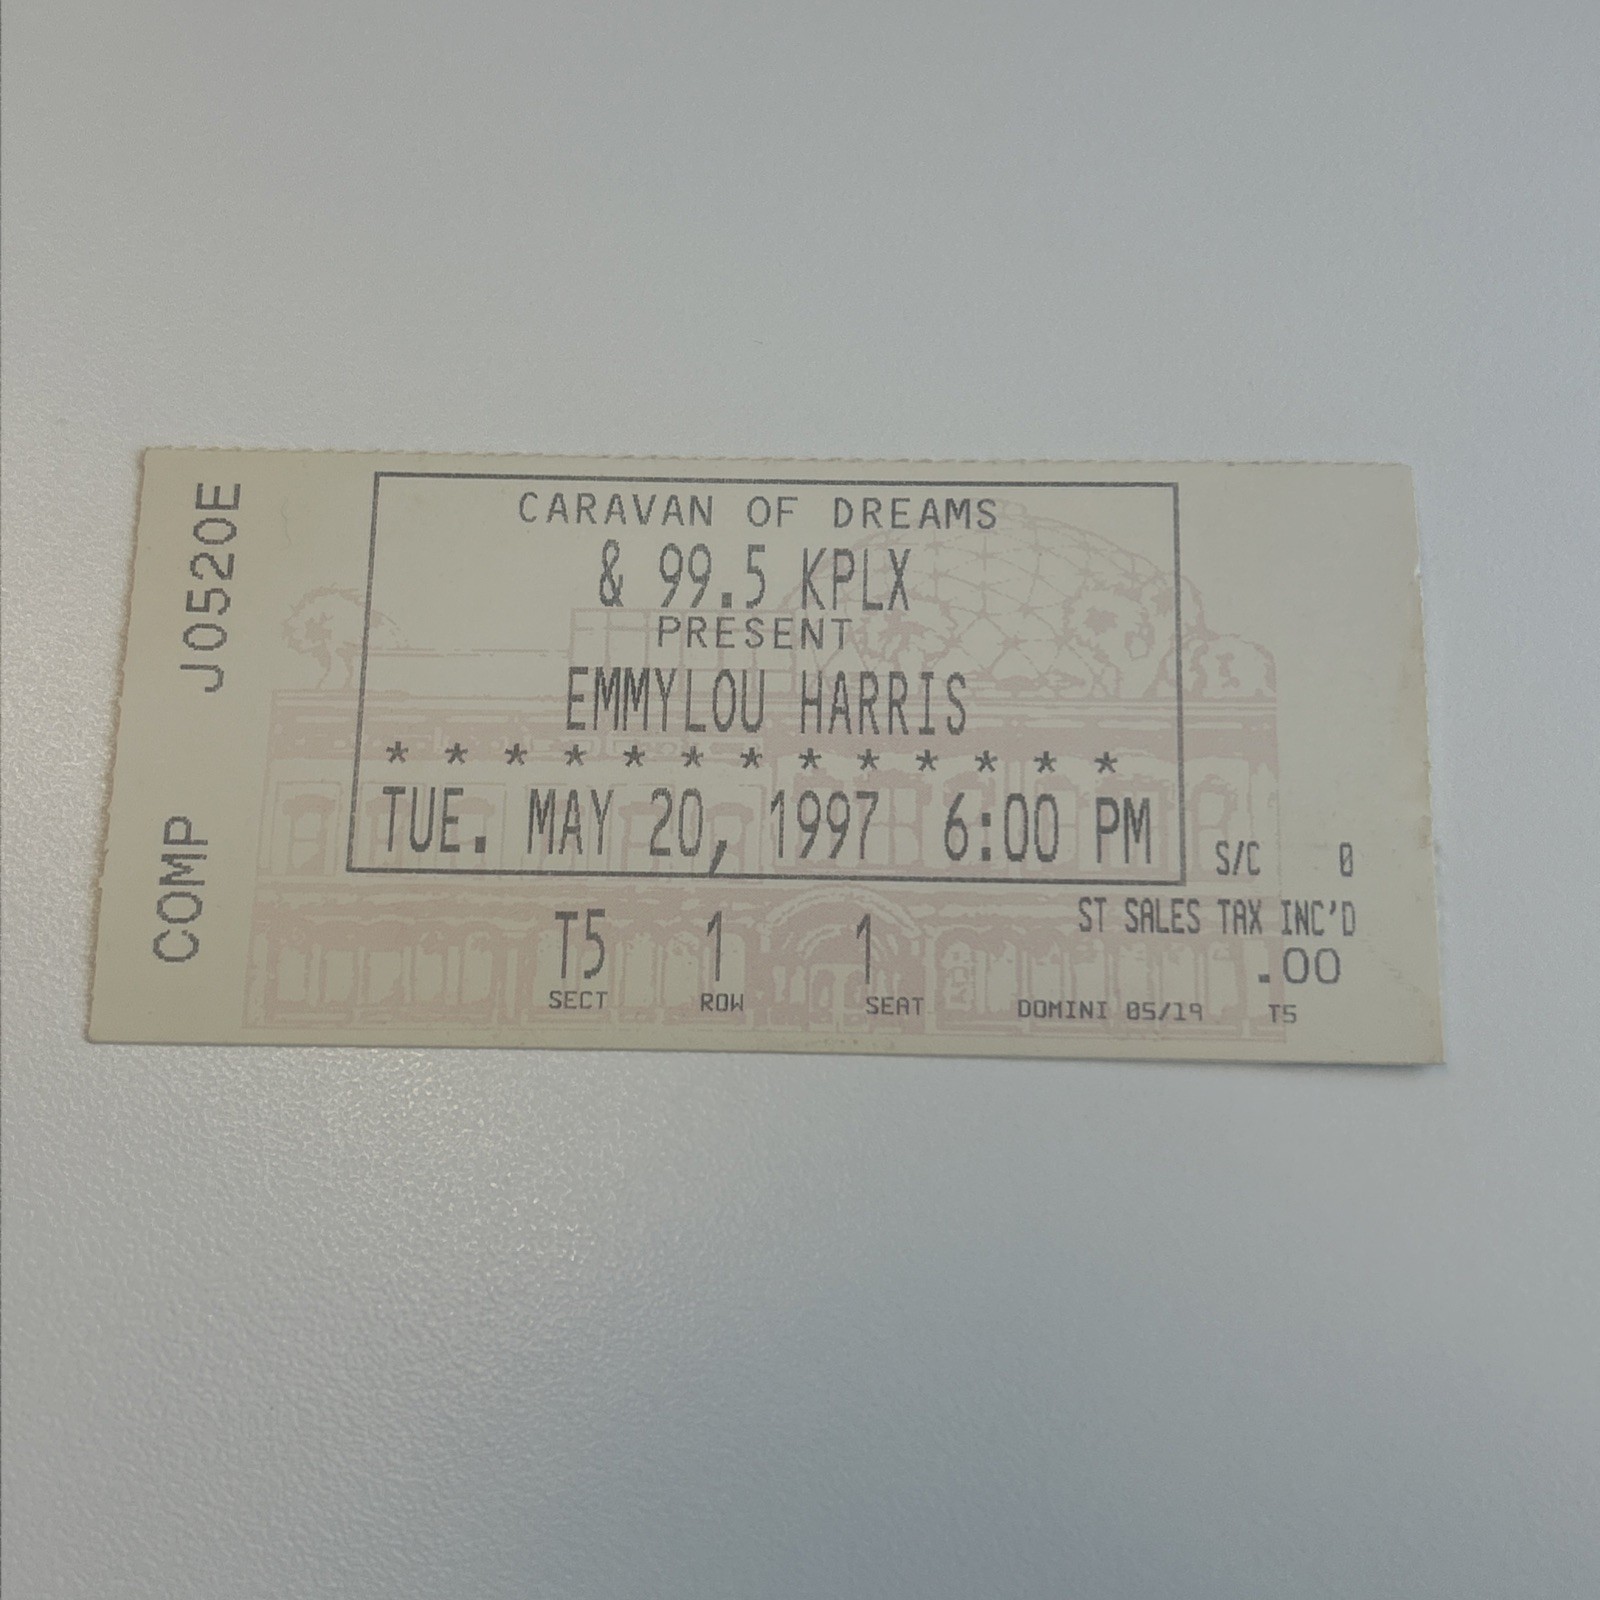 J0520E
COMP
CARAVAN OF DREAMS
& 99.5 KPLX
PRESENT
EMMYLOU HARRIS
* * * * * * * * * * * * *
TUE. MAY 20, 1997 6:00 PM
S/C 0
ST SALES TAX INC'D
.00
T5 1 1
SECT ROW SEAT
DOMINI 05/19 T5